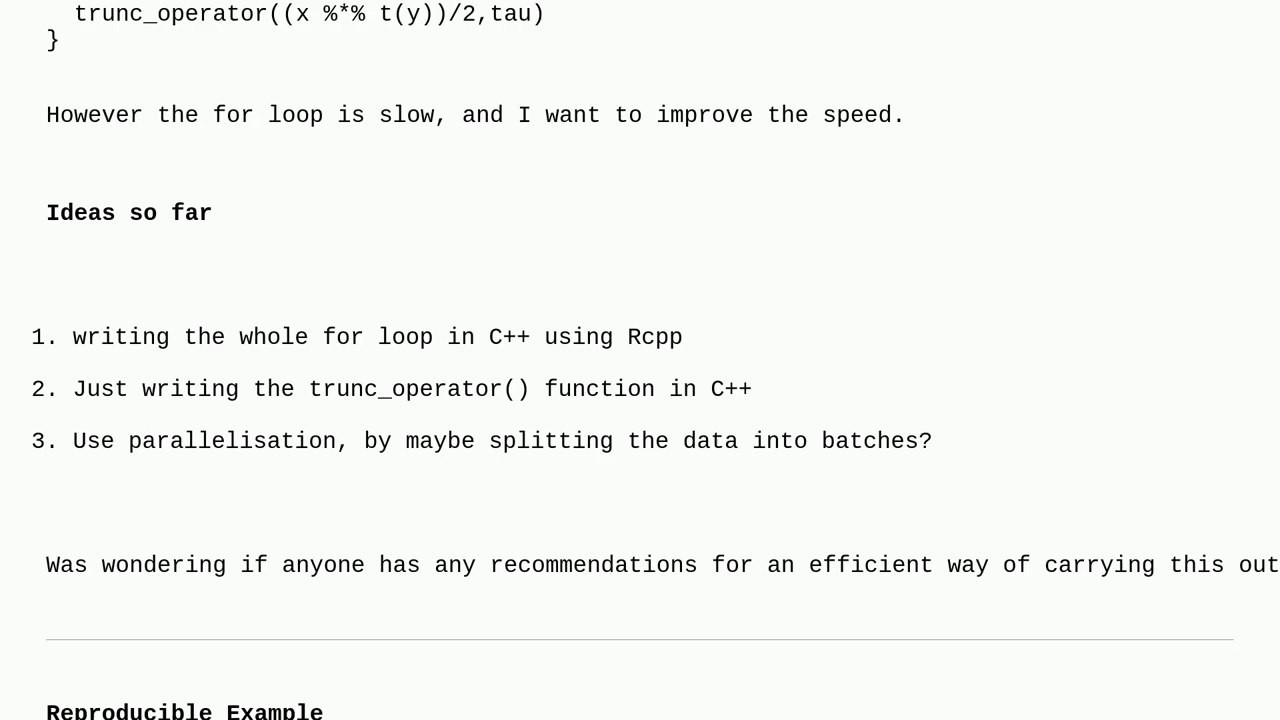 trunc_operator((x %*% t(y))/2,tau)
}
However the for loop is slow, and I want to improve the speed.
Ideas so far
1. writing the whole for loop in C++ using Rcpp
2. Just writing the trunc_operator() function in C++
3. Use parallelisation, by maybe splitting the data into batches?
Was wondering if anyone has any recommendations for an efficient way of carrying this out
Reproducible Example